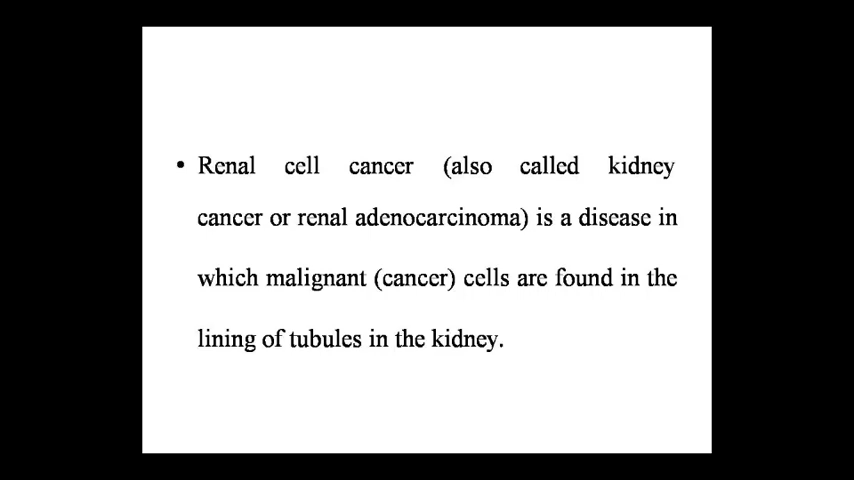 • Renal cell cancer (also called kidney
cancer or renal adenocarcinoma) is a disease in
which malignant (cancer) cells are found in the
lining of tubules in the kidney.